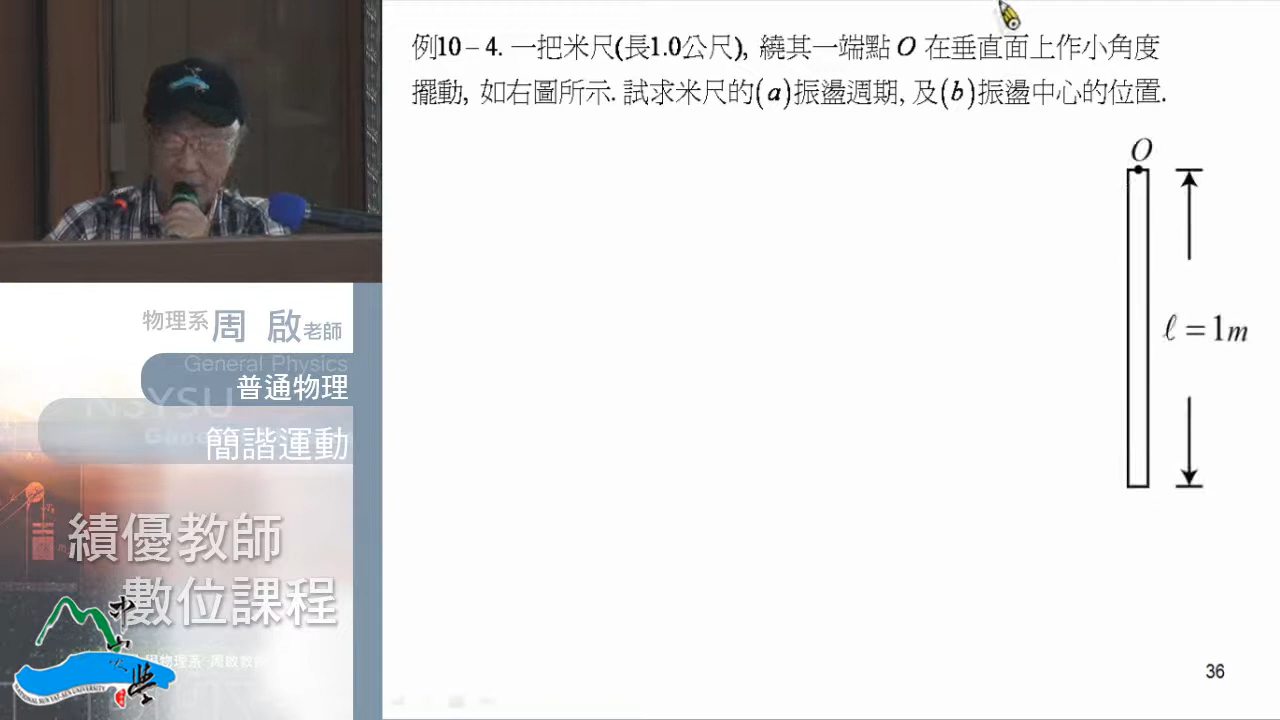 例10–4. 一把米尺(長1.0公尺), 繞其一端點 O 在垂直面上作小角度
擺動, 如右圖所示. 試求米尺的(a)振盪週期, 及(b)振盪中心的位置.
O
ℓ = 1m
36
物理系周 啟老師
General Physics
普通物理
NSYSU
簡諧運動
績優教師
數位課程